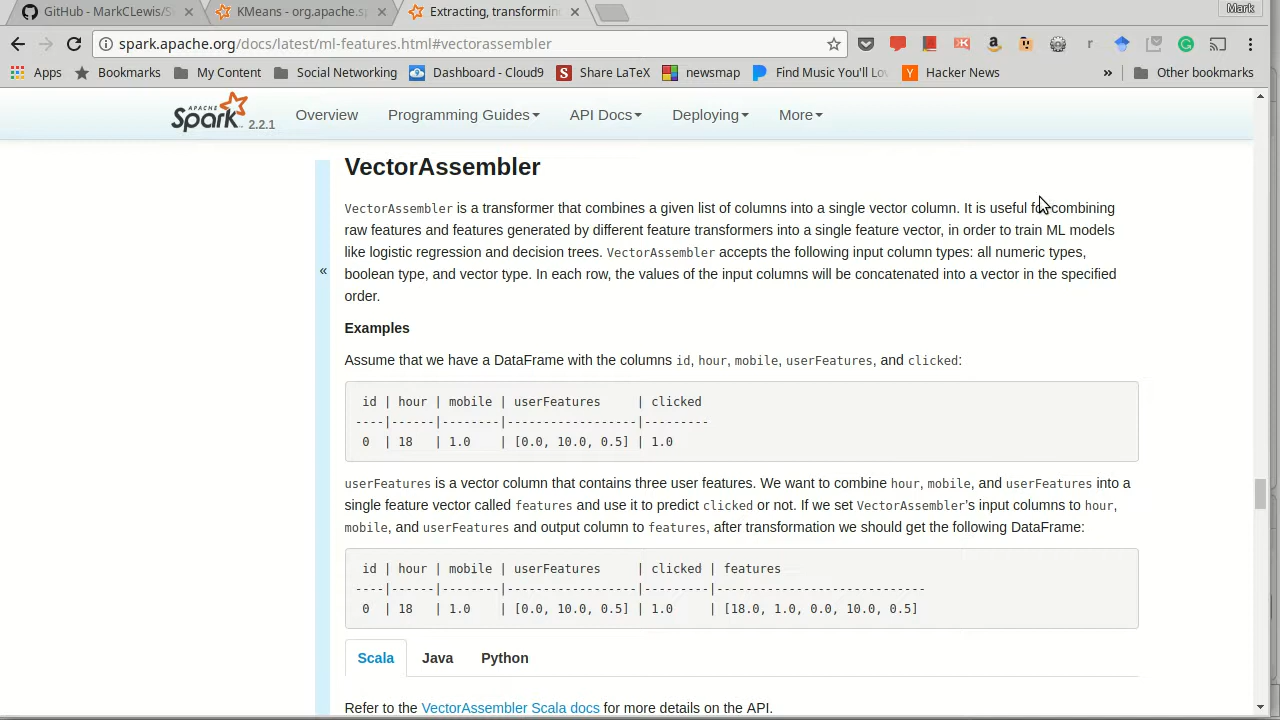 GitHub - MarkCLewis/S
KMeans - org.apache.sp
Extracting, transformin
Mark
spark.apache.org/docs/latest/ml-features.html#vectorassembler
Apps
Bookmarks
My Content
Social Networking
Dashboard - Cloud9
Share LaTeX
newsmap
Find Music You'll Lo
Hacker News
»
Other bookmarks
APACHE Spark 2.2.1
Overview
Programming Guides
API Docs
Deploying
More
«
VectorAssembler
VectorAssembler is a transformer that combines a given list of columns into a single vector column. It is useful for combining
raw features and features generated by different feature transformers into a single feature vector, in order to train ML models
like logistic regression and decision trees. VectorAssembler accepts the following input column types: all numeric types,
boolean type, and vector type. In each row, the values of the input columns will be concatenated into a vector in the specified
order.
Examples
Assume that we have a DataFrame with the columns id, hour, mobile, userFeatures, and clicked:
id | hour | mobile | userFeatures     | clicked
----|------|--------|------------------|---------
0  | 18   | 1.0    | [0.0, 10.0, 0.5] | 1.0
userFeatures is a vector column that contains three user features. We want to combine hour, mobile, and userFeatures into a
single feature vector called features and use it to predict clicked or not. If we set VectorAssembler's input columns to hour,
mobile, and userFeatures and output column to features, after transformation we should get the following DataFrame:
id | hour | mobile | userFeatures     | clicked | features
----|------|--------|------------------|---------|-----------------------------
0  | 18   | 1.0    | [0.0, 10.0, 0.5] | 1.0     | [18.0, 1.0, 0.0, 10.0, 0.5]
Scala
Java
Python
Refer to the VectorAssembler Scala docs for more details on the API.